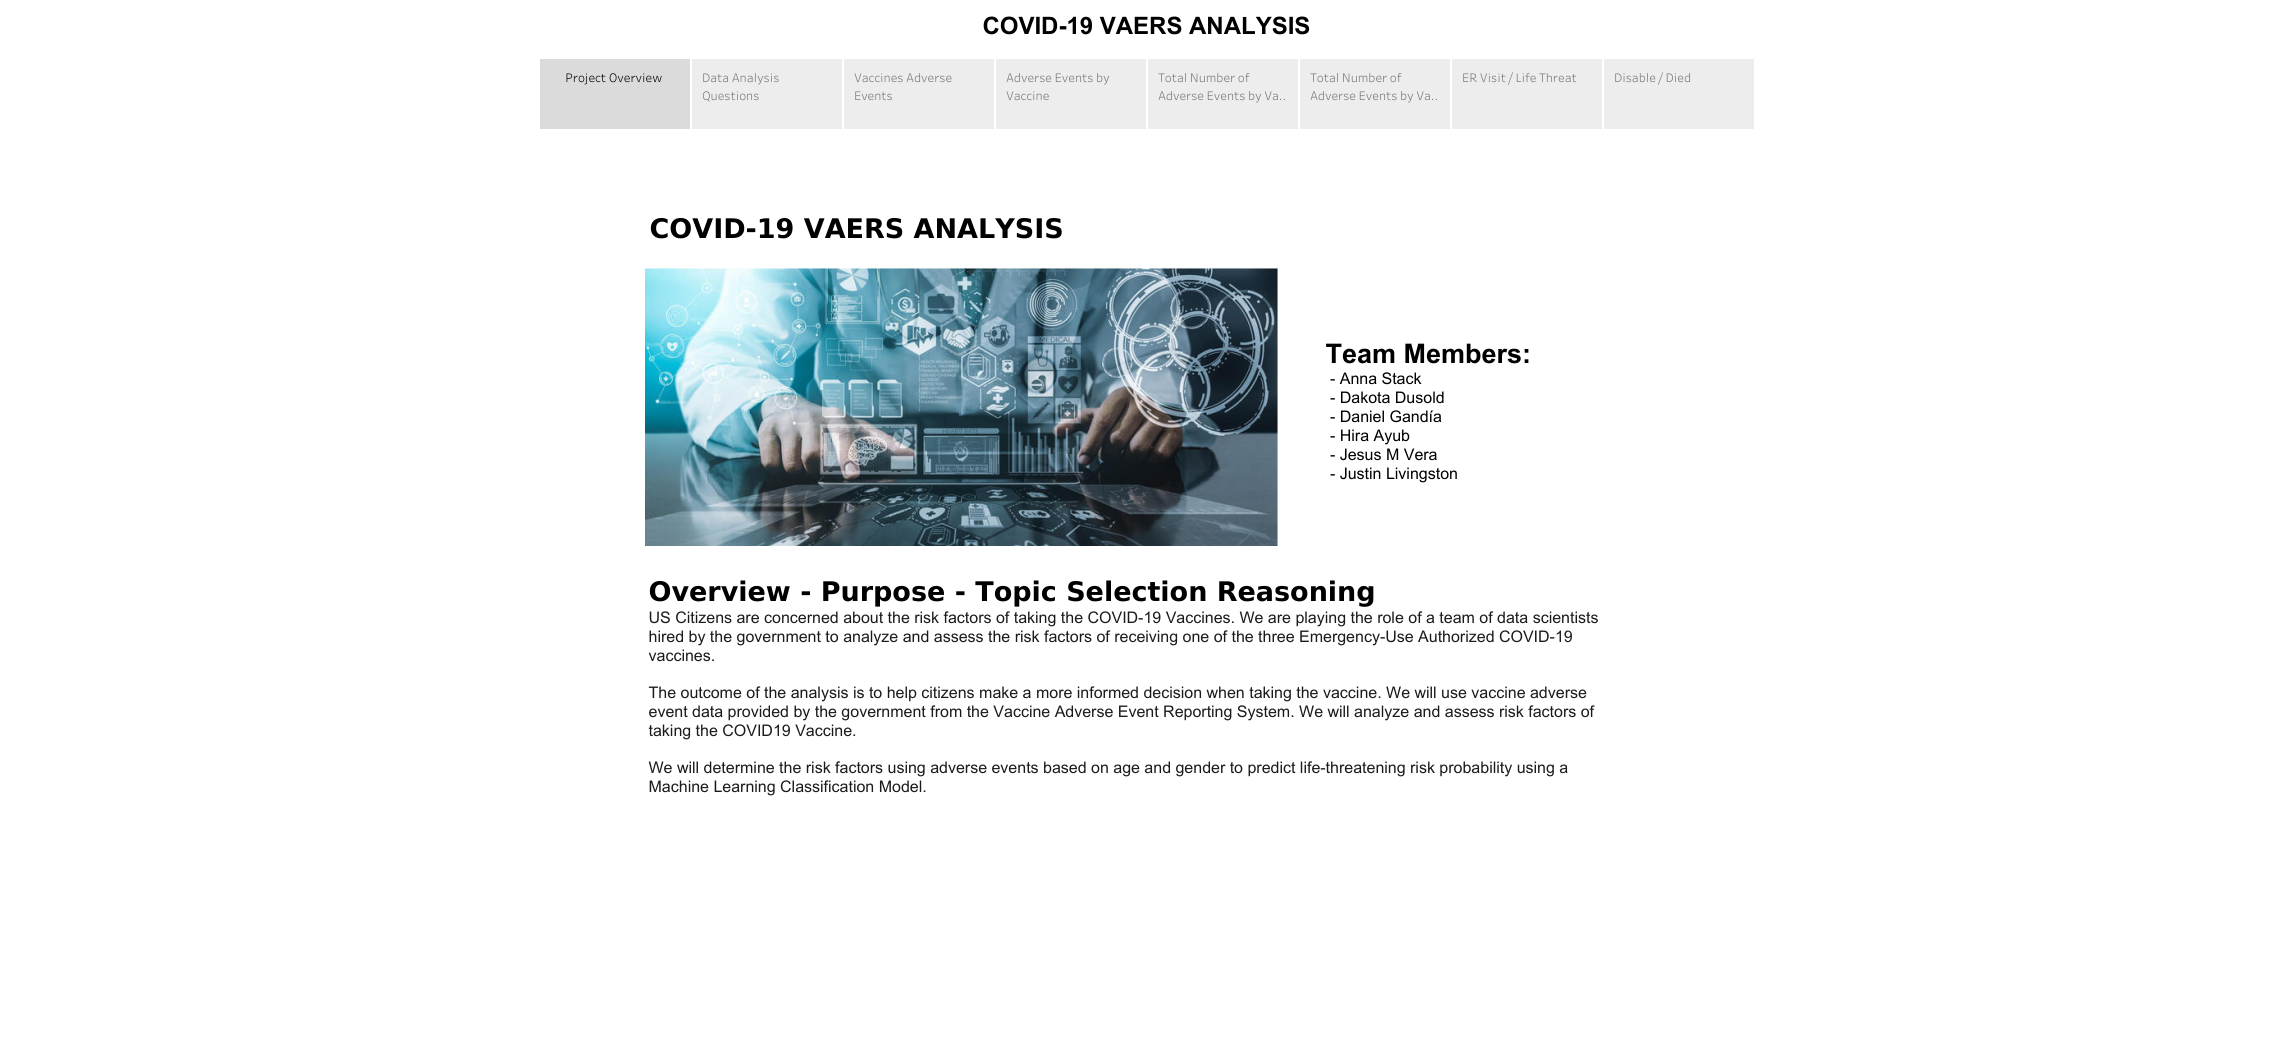 COVID-19 VAERS ANALYSIS
Project Overview
Data Analysis
Questions
Vaccines Adverse
Events
Adverse Events by
Vaccine
Total Number of
Adverse Events by Va..
Total Number of
Adverse Events by Va..
ER Visit / Life Threat
Disable / Died
COVID-19 VAERS ANALYSIS
MEDICAL
Team Members:
- Anna Stack
- Dakota Dusold
- Daniel Gandía
- Hira Ayub
- Jesus M Vera
- Justin Livingston
Overview - Purpose - Topic Selection Reasoning
US Citizens are concerned about the risk factors of taking the COVID-19 Vaccines. We are playing the role of a team of data scientists
hired by the government to analyze and assess the risk factors of receiving one of the three Emergency-Use Authorized COVID-19
vaccines.
The outcome of the analysis is to help citizens make a more informed decision when taking the vaccine. We will use vaccine adverse
event data provided by the government from the Vaccine Adverse Event Reporting System. We will analyze and assess risk factors of
taking the COVID19 Vaccine.
We will determine the risk factors using adverse events based on age and gender to predict life-threatening risk probability using a
Machine Learning Classification Model.